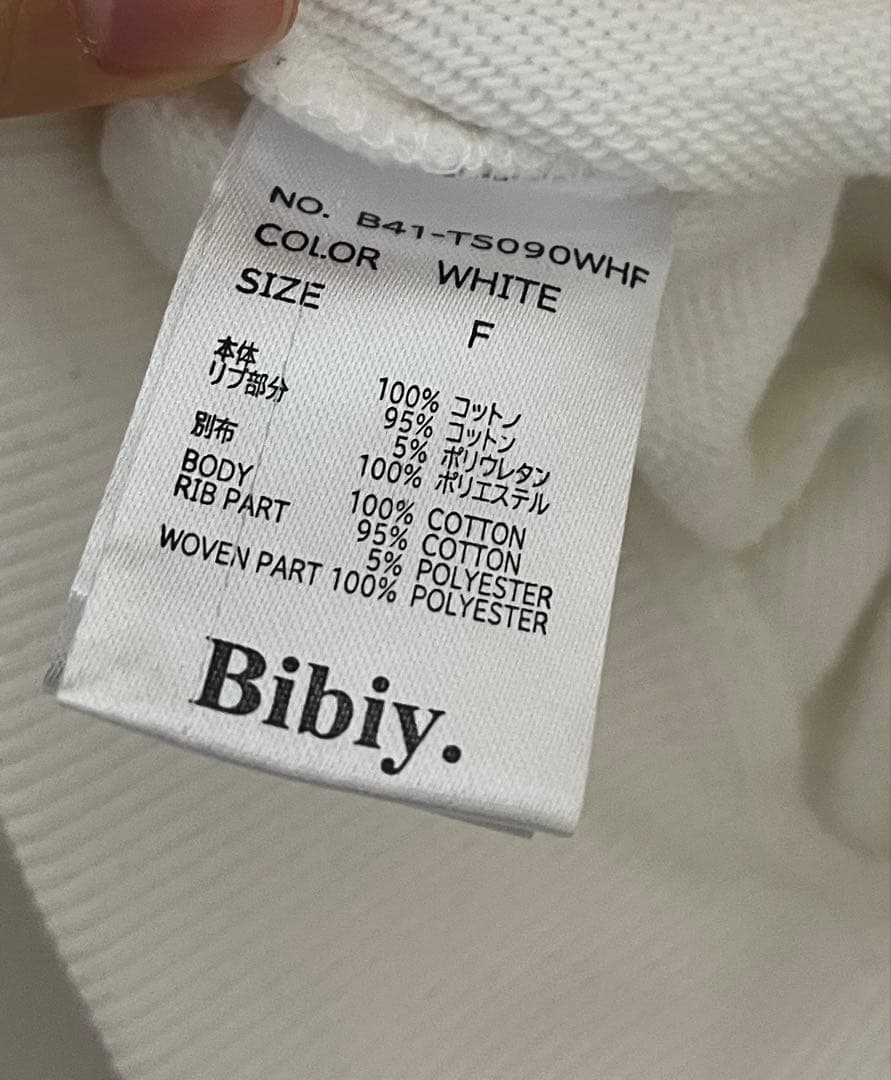 NO. B41-TS090WHF
COLOR WHITE
SIZE F
本体 100% コットン
リブ部分 95% コットン
5% ポリウレタン
別布 100% ポリエステル
BODY 100% COTTON
RIB PART 95% COTTON
5% POLYESTER
WOVEN PART 100% POLYESTER
Bibiy.